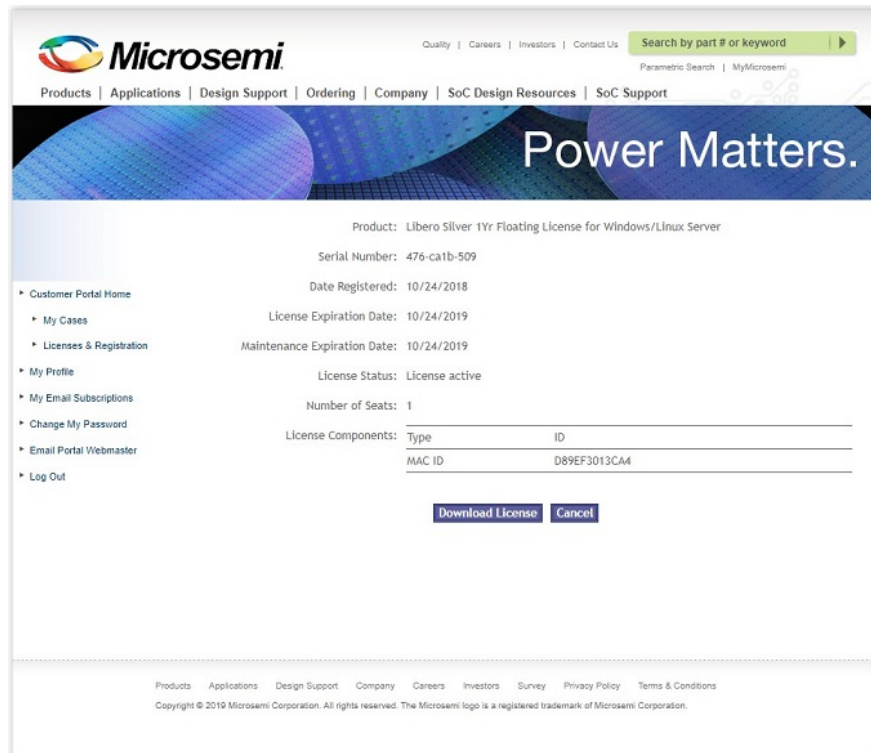 Microsemi.
Quality | Careers | Investors | Contact Us
Search by part # or keyword
Parametric Search | MyMicrosemi
Products | Applications | Design Support | Ordering | Company | SoC Design Resources | SoC Support
Power Matters.
Customer Portal Home
My Cases
Licenses & Registration
My Profile
My Email Subscriptions
Change My Password
Email Portal Webmaster
Log Out
Product: Libero Silver 1Yr Floating License for Windows/Linux Server
Serial Number: 476-ca1b-509
Date Registered: 10/24/2018
License Expiration Date: 10/24/2019
Maintenance Expiration Date: 10/24/2019
License Status: License active
Number of Seats: 1
License Components: Type ID
MAC ID D89EF3013CA4
Download License Cancel
Products Applications Design Support Company Careers Investors Survey Privacy Policy Terms & Conditions
Copyright © 2019 Microsemi Corporation. All rights reserved. The Microsemi logo is a registered trademark of Microsemi Corporation.